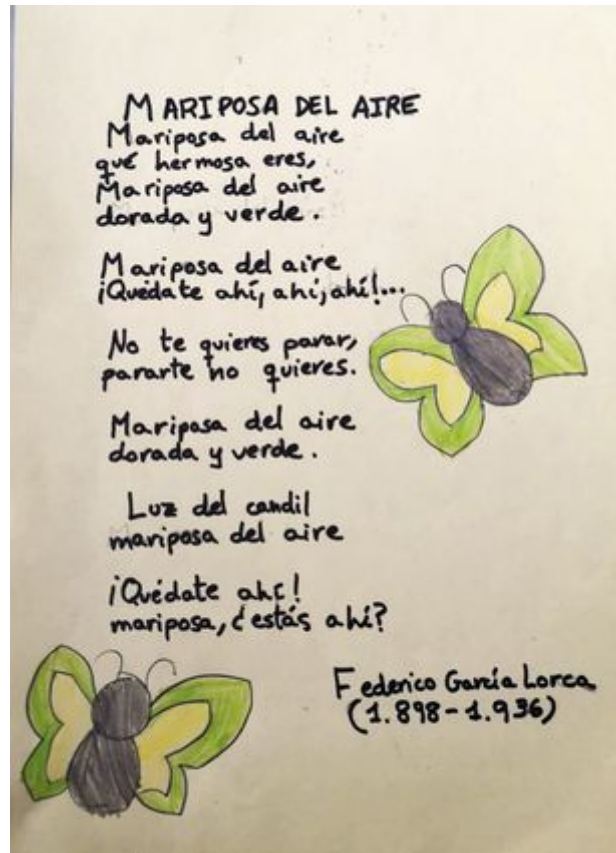 MARIPOSA DEL AIRE
Mariposa del aire
qué hermosa eres,
Mariposa del aire
dorada y verde.
Mariposa del aire
¡Quédate ahí, ahí, ahí!...
No te quieres parar,
pararte no quieres.
Mariposa del aire
dorada y verde.
Luz del candil
mariposa del aire
¡Quédate ahí!
mariposa, ¿estás ahí?
Federico García Lorca
(1.898-1.936)